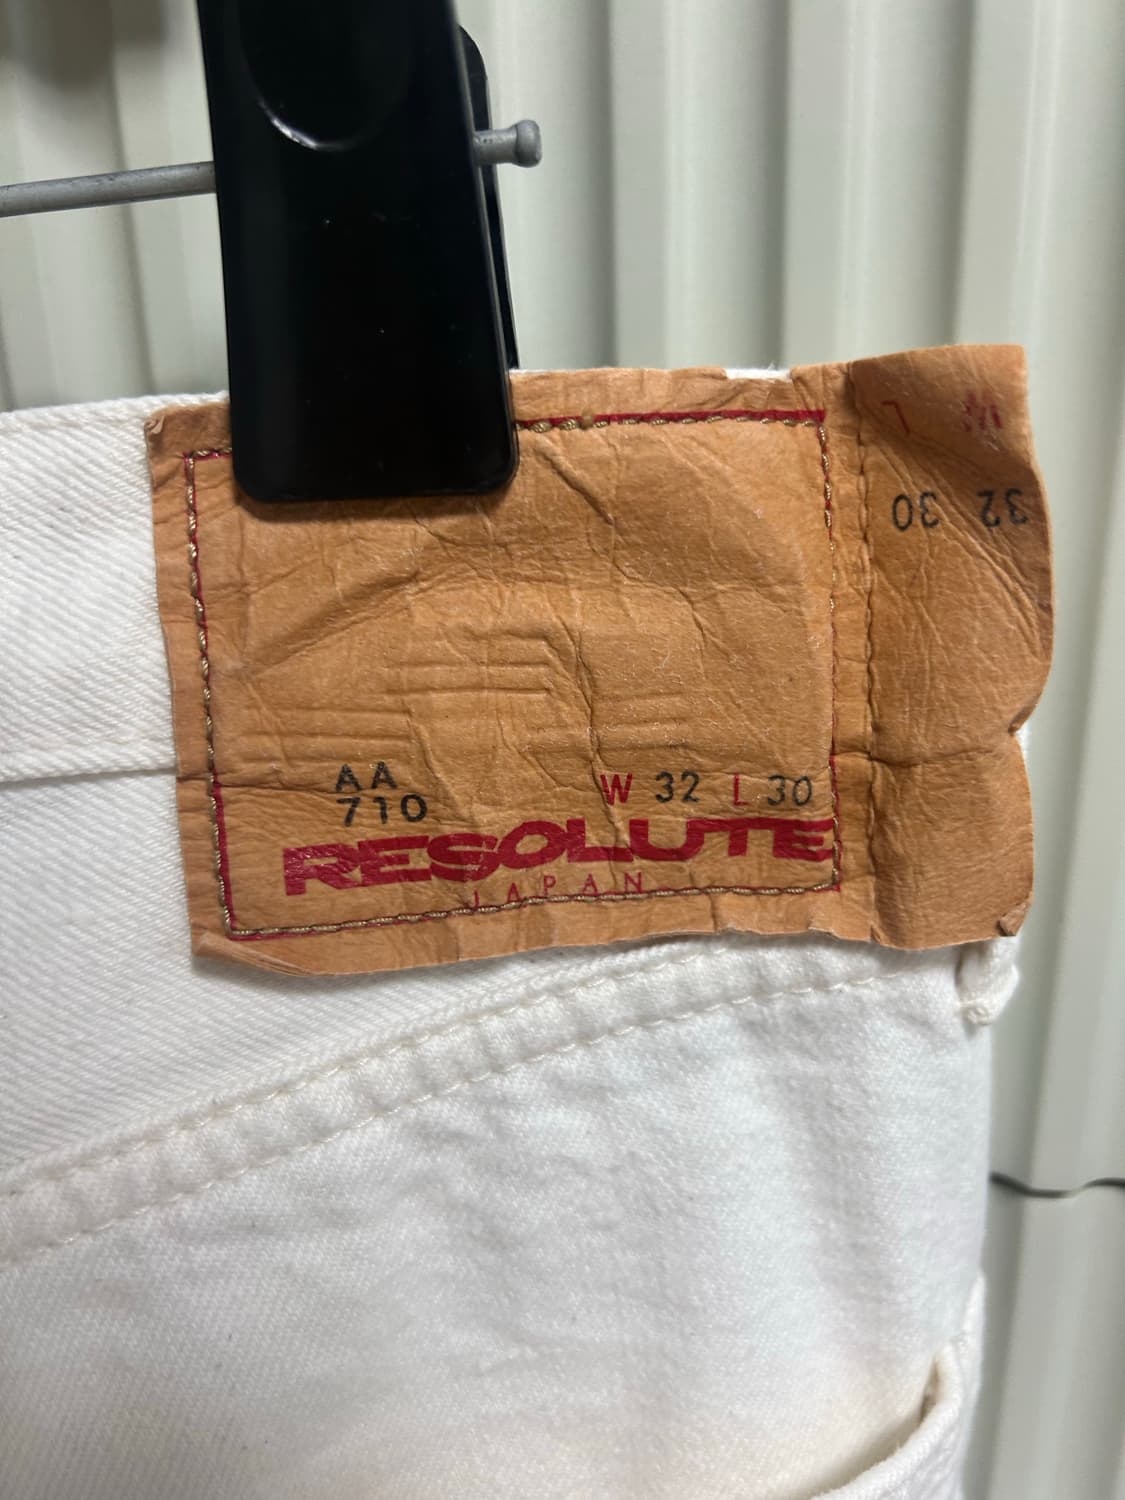 AA
710
W 32 L 30
RESOLUTE
JAPAN
W L
32 30